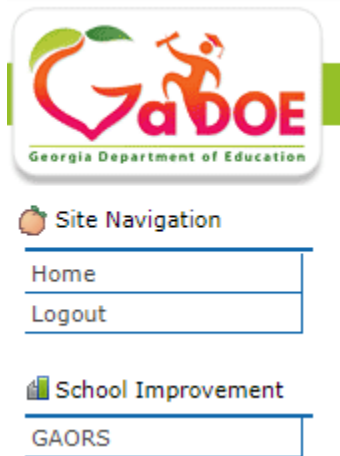 GaDOE
Georgia Department of Education
Site Navigation
Home
Logout
School Improvement
GAORS